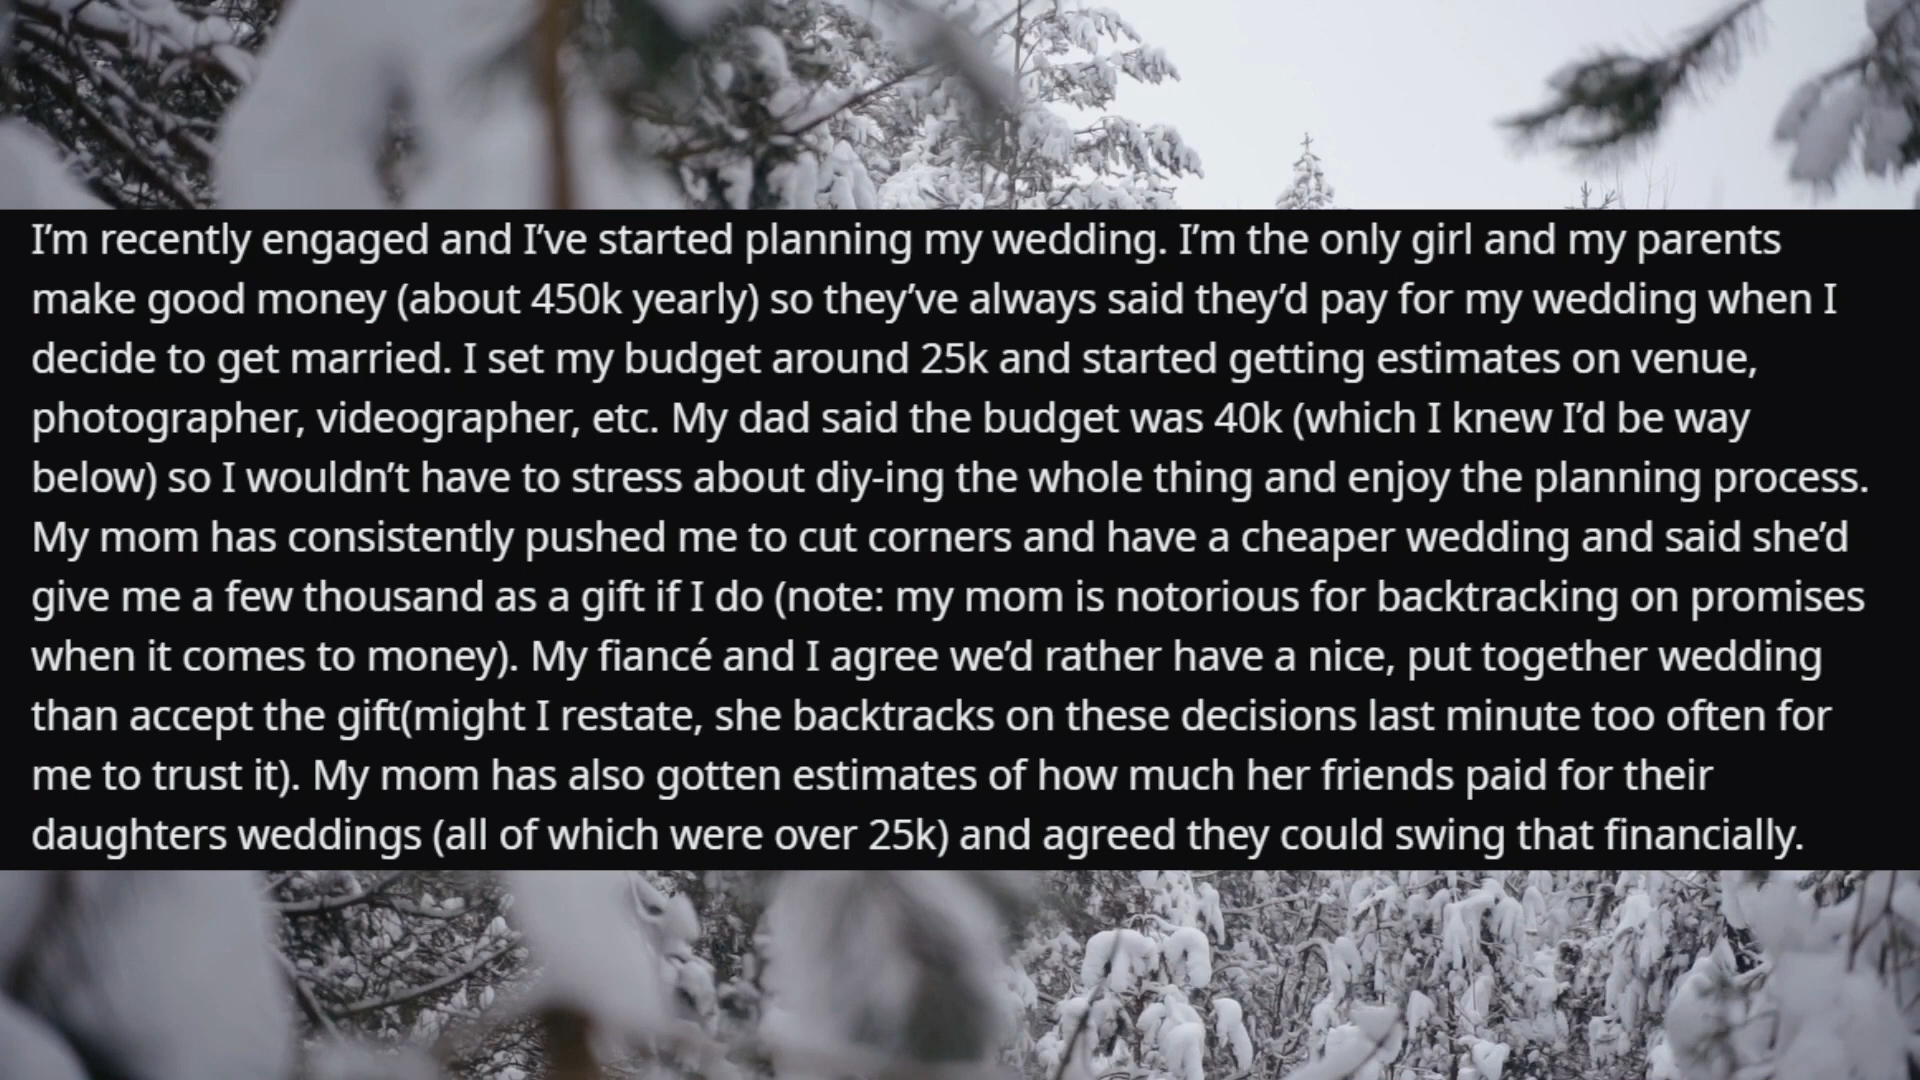 I’m recently engaged and I’ve started planning my wedding. I’m the only girl and my parents
make good money (about 450k yearly) so they’ve always said they’d pay for my wedding when I
decide to get married. I set my budget around 25k and started getting estimates on venue,
photographer, videographer, etc. My dad said the budget was 40k (which I knew I’d be way
below) so I wouldn’t have to stress about diy-ing the whole thing and enjoy the planning process.
My mom has consistently pushed me to cut corners and have a cheaper wedding and said she’d
give me a few thousand as a gift if I do (note: my mom is notorious for backtracking on promises
when it comes to money). My fiancé and I agree we’d rather have a nice, put together wedding
than accept the gift(might I restate, she backtracks on these decisions last minute too often for
me to trust it). My mom has also gotten estimates of how much her friends paid for their
daughters weddings (all of which were over 25k) and agreed they could swing that financially.